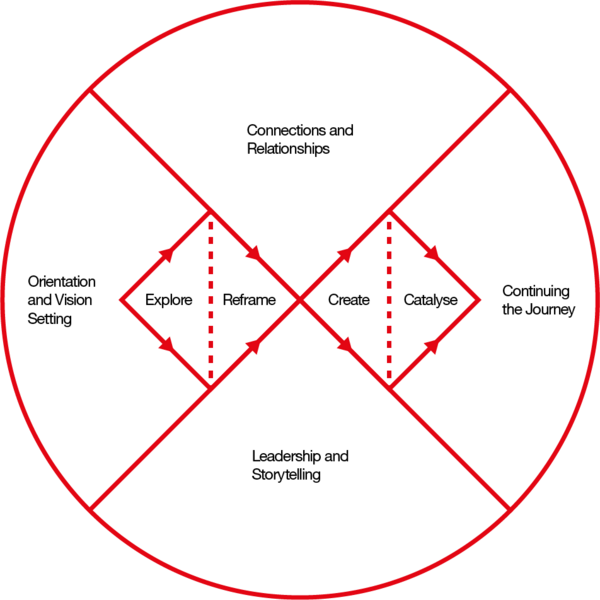 Connections and
Relationships
Orientation
and Vision
Setting
Explore
Reframe
Create
Catalyse
Continuing
the Journey
Leadership and
Storytelling